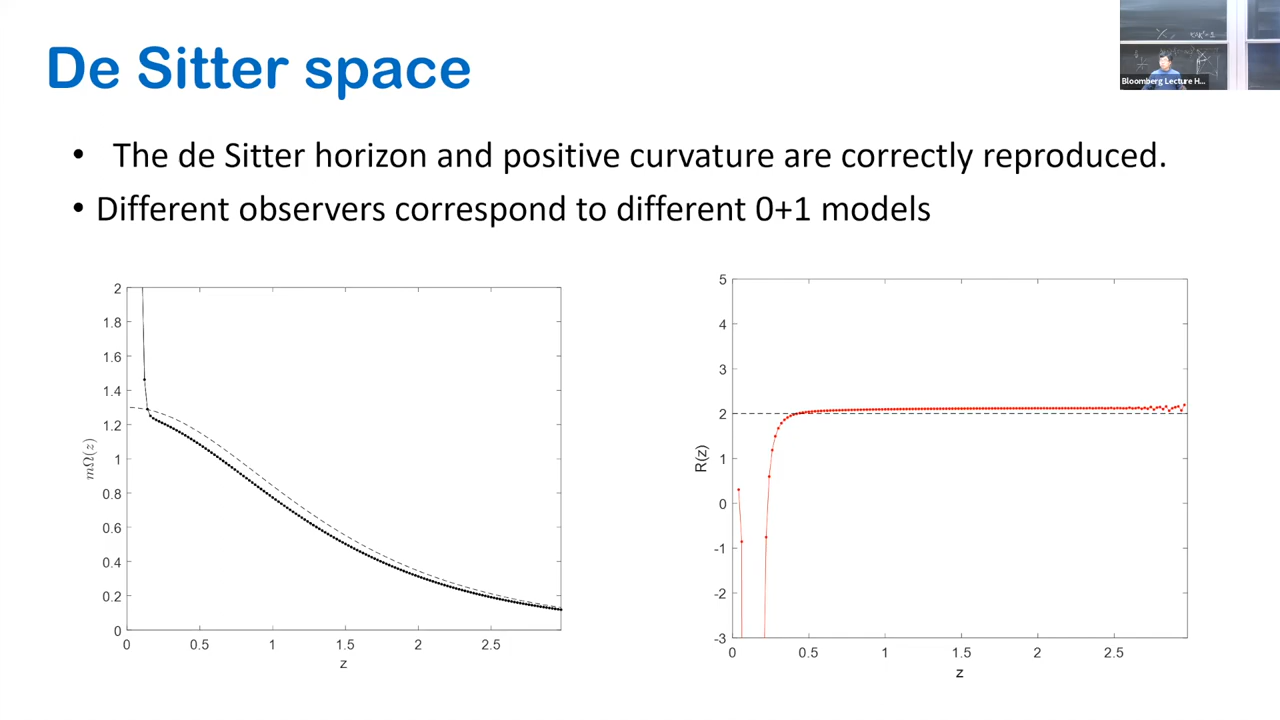 De Sitter space
Bloomberg Lecture H...
• The de Sitter horizon and positive curvature are correctly reproduced.
• Different observers correspond to different 0+1 models
2
1.8
1.6
1.4
1.2
1
0.8
0.6
0.4
0.2
0
mΩ(z)
0 0.5 1 1.5 2 2.5
z
5
4
3
2
1
0
-1
-2
-3
R(z)
0 0.5 1 1.5 2 2.5
z